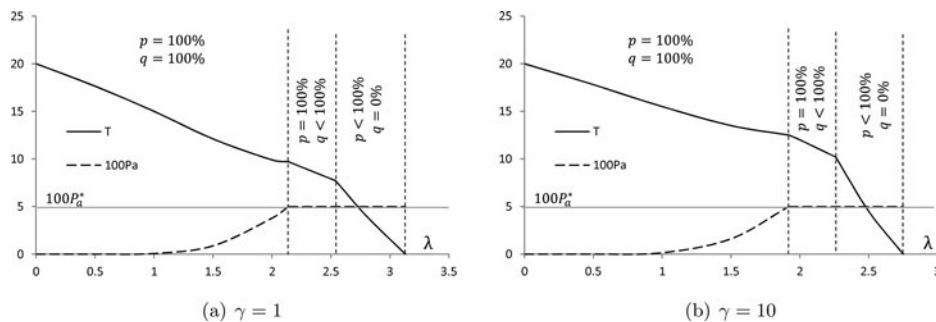 25
20
15
10
5
0
p = 100%
q = 100%
p = 100%
q < 100%
p < 100%
q = 0%
T
100Pa
100P*a
λ
0 0.5 1 1.5 2 2.5 3 3.5
(a) γ = 1
25
20
15
10
5
0
p = 100%
q = 100%
p = 100%
q < 100%
p < 100%
q = 0%
T
100Pa
100P*a
λ
0 0.5 1 1.5 2 2.5 3
(b) γ = 10